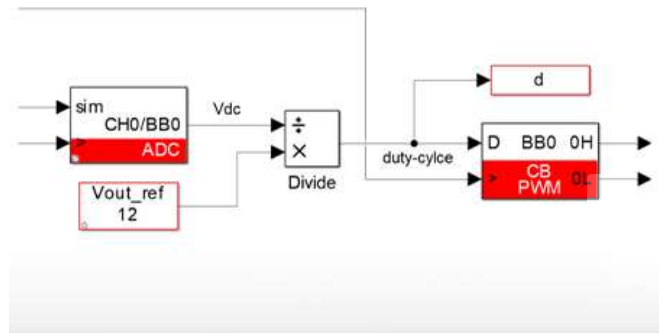 d
sim
CH0/BB0
>
ADC
Vdc
÷
×
Divide
duty-cylce
D BB0 0H
> CB 0L
PWM
Vout_ref
12